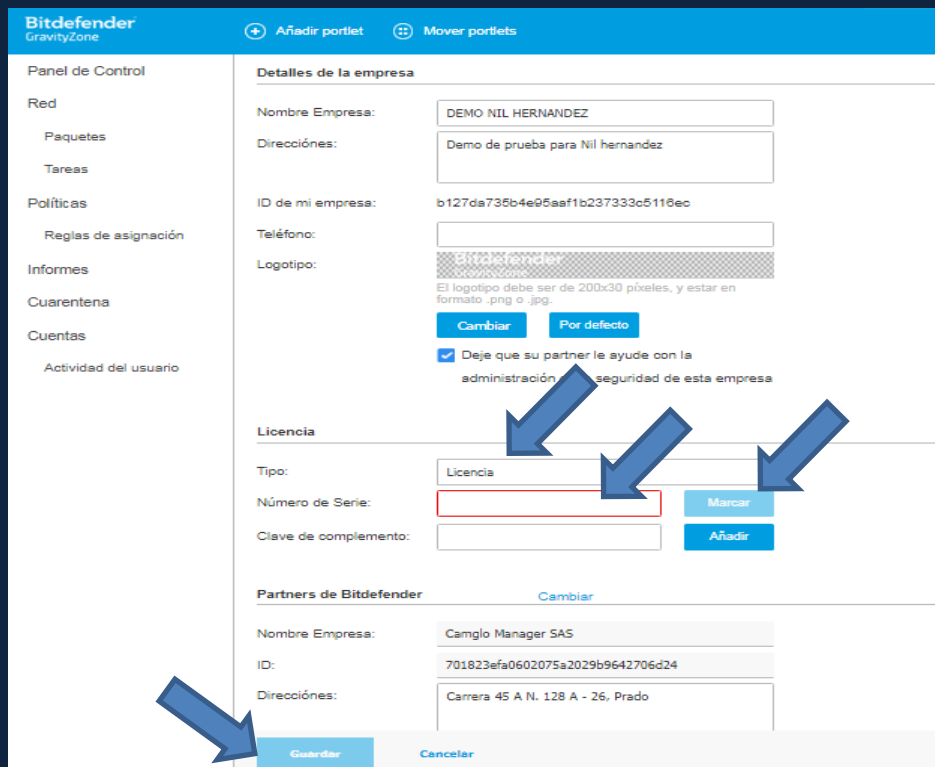 Bitdefender
GravityZone
Añadir portlet
Mover portlets
Panel de Control
Red
Paquetes
Tareas
Políticas
Reglas de asignación
Informes
Cuarentena
Cuentas
Actividad del usuario
Detalles de la empresa
Nombre Empresa: DEMO NIL HERNANDEZ
Direcciónes: Demo de prueba para Nil hernandez
ID de mi empresa: b127da735b4e95aaf1b237333c5116ec
Teléfono:
Logotipo: Bitdefender
GravityZone
El logotipo debe ser de 200x30 píxeles, y estar en
formato .png o .jpg.
Cambiar Por defecto
Deje que su partner le ayude con la
administración seguridad de esta empresa
Licencia
Tipo: Licencia
Número de Serie: Marcar
Clave de complemento: Añadir
Partners de Bitdefender Cambiar
Nombre Empresa: Camglo Manager SAS
ID: 701823efa0602075a2029b9642706d24
Direcciónes: Carrera 45 A N. 128 A - 26, Prado
Guardar Cancelar